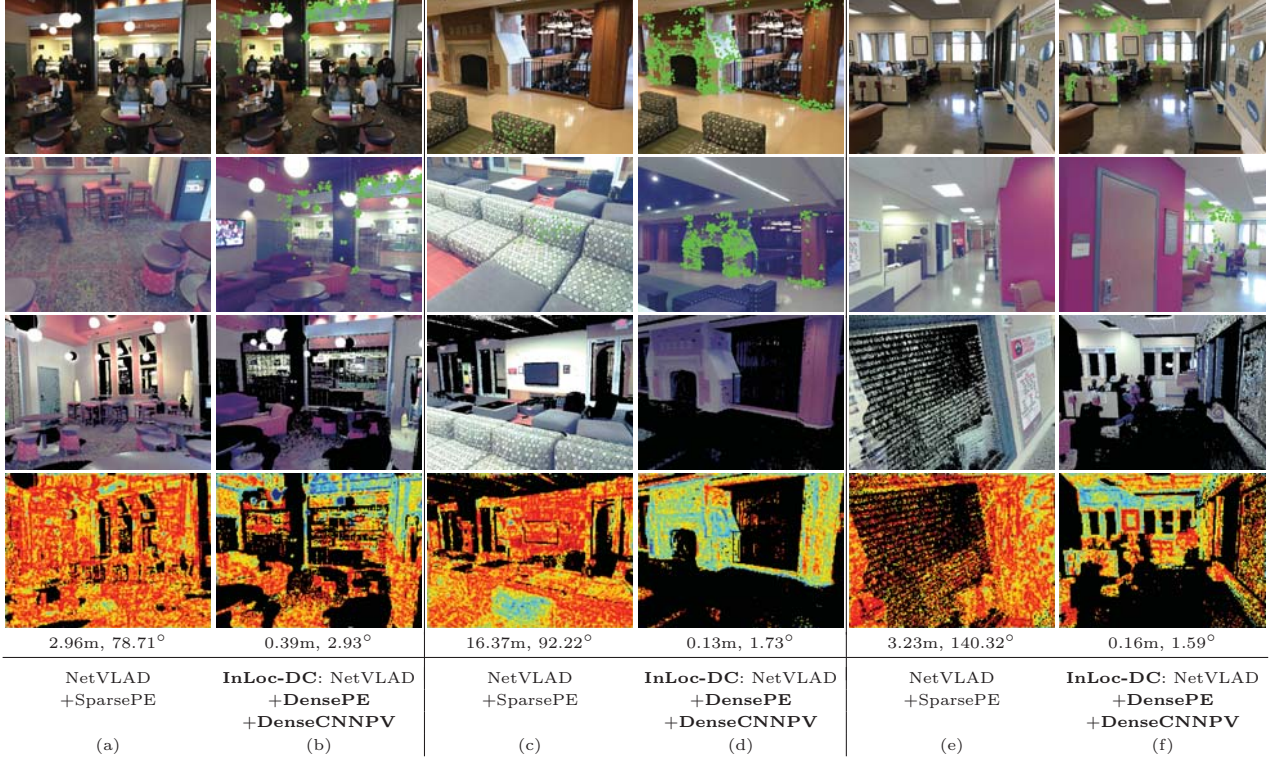 2.96m, 78.71°
0.39m, 2.93°
16.37m, 92.22°
0.13m, 1.73°
3.23m, 140.32°
0.16m, 1.59°
NetVLAD
+SparsePE
InLoc-DC: NetVLAD
+DensePE
+DenseCNNPV
NetVLAD
+SparsePE
InLoc-DC: NetVLAD
+DensePE
+DenseCNNPV
NetVLAD
+SparsePE
InLoc-DC: NetVLAD
+DensePE
+DenseCNNPV
(a)
(b)
(c)
(d)
(e)
(f)